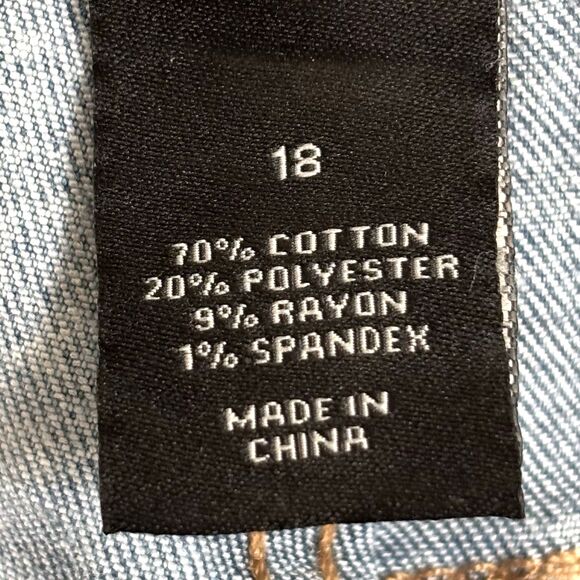 18
70% COTTON
20% POLYESTER
9% RAYON
1% SPANDEX
MADE IN
CHINA